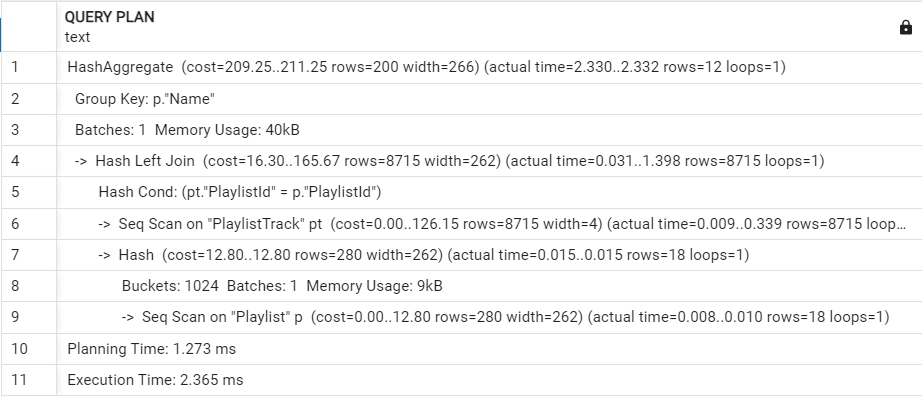 QUERY PLAN
text
1 HashAggregate (cost=209.25..211.25 rows=200 width=266) (actual time=2.330..2.332 rows=12 loops=1)
2 Group Key: p."Name"
3 Batches: 1 Memory Usage: 40kB
4 -> Hash Left Join (cost=16.30..165.67 rows=8715 width=262) (actual time=0.031..1.398 rows=8715 loops=1)
5 Hash Cond: (pt."PlaylistId" = p."PlaylistId")
6 -> Seq Scan on "PlaylistTrack" pt (cost=0.00..126.15 rows=8715 width=4) (actual time=0.009..0.339 rows=8715 loop...
7 -> Hash (cost=12.80..12.80 rows=280 width=262) (actual time=0.015..0.015 rows=18 loops=1)
8 Buckets: 1024 Batches: 1 Memory Usage: 9kB
9 -> Seq Scan on "Playlist" p (cost=0.00..12.80 rows=280 width=262) (actual time=0.008..0.010 rows=18 loops=1)
10 Planning Time: 1.273 ms
11 Execution Time: 2.365 ms